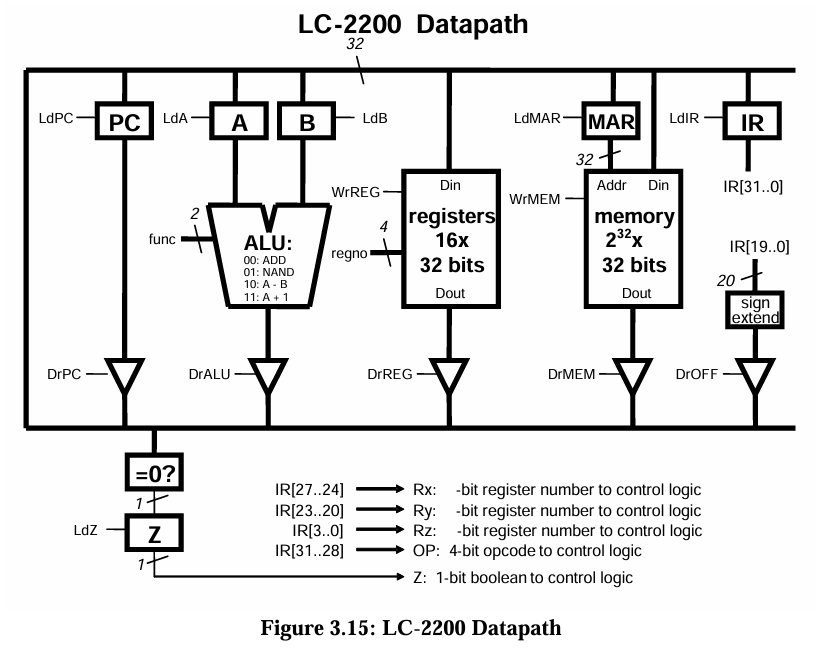 LC-2200 Datapath
32
LdPC
PC
LdA
A
B
LdB
LdMAR
MAR
LdIR
IR
32
IR[31..0]
WrREG
Din
registers
16x
32 bits
Dout
4
regno
WrMEM
Addr Din
memory
2³²x
32 bits
Dout
2
func
ALU:
00: ADD
01: NAND
10: A - B
11: A + 1
IR[19..0]
20
sign
extend
DrPC
DrALU
DrREG
DrMEM
DrOFF
=0?
1
LdZ
Z
1
IR[27..24] Rx: -bit register number to control logic
IR[23..20] Ry: -bit register number to control logic
IR[3..0] Rz: -bit register number to control logic
IR[31..28] OP: 4-bit opcode to control logic
Z: 1-bit boolean to control logic
Figure 3.15: LC-2200 Datapath